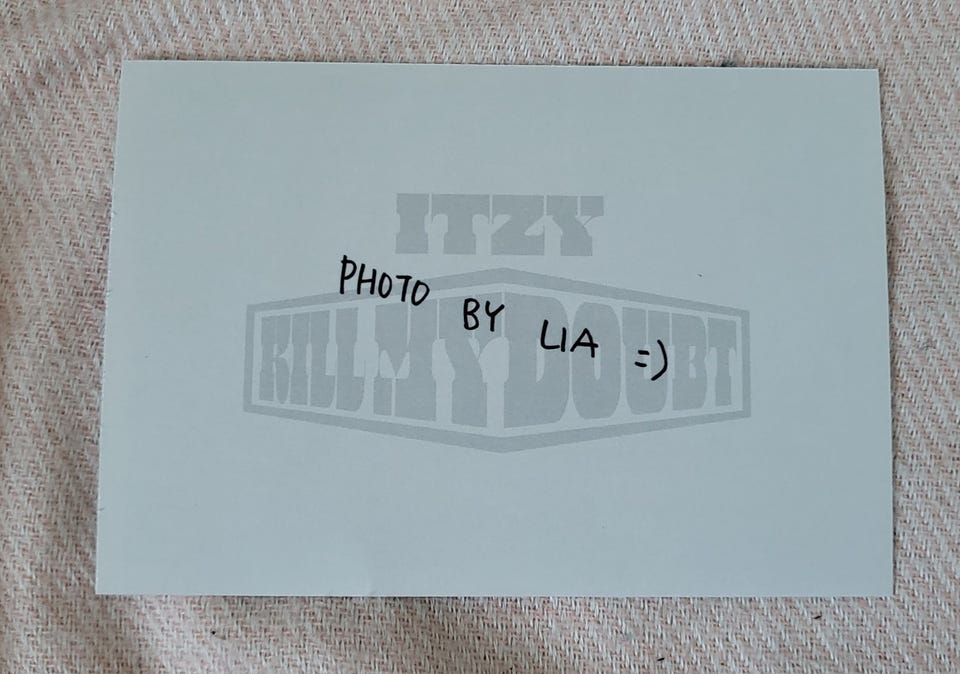 ITZY
PHOTO BY LIA =)
KILL MY DOUBT